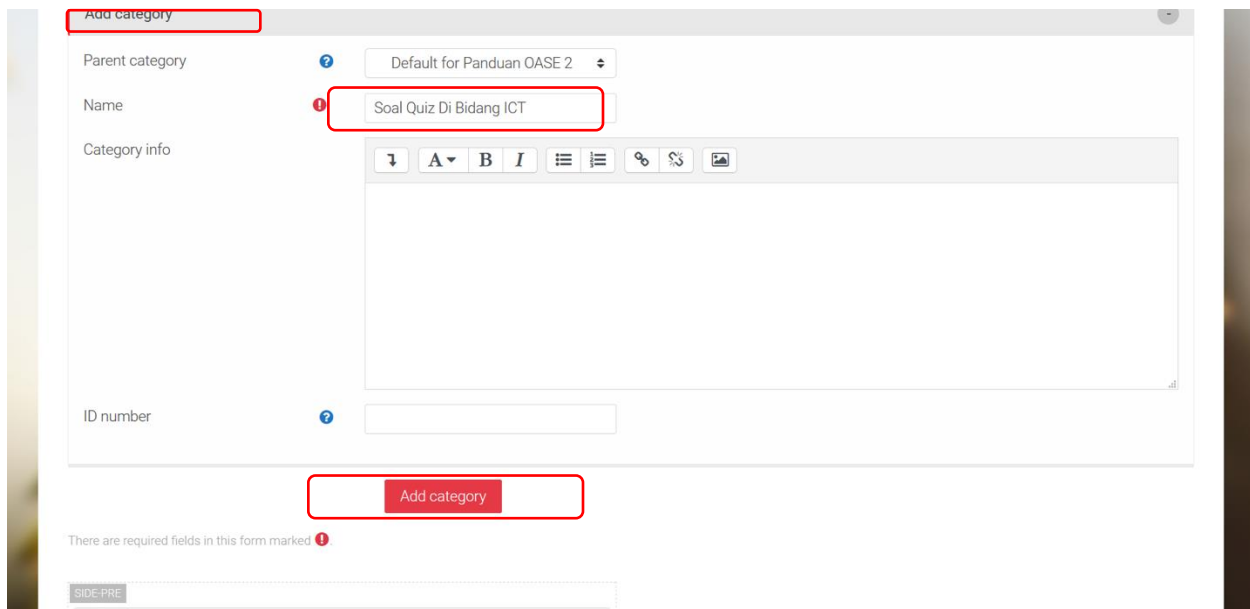 Add category
Parent category Default for Panduan OASE 2
Name Soal Quiz Di Bidang ICT
Category info
A B I
ID number
Add category
There are required fields in this form marked
SIDE-PRE